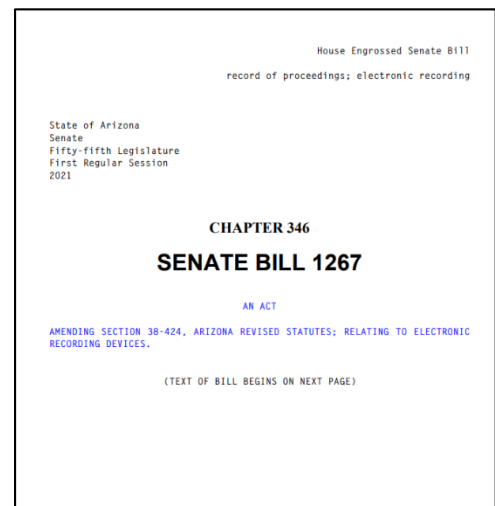 House Engrossed Senate Bill
record of proceedings; electronic recording
State of Arizona
Senate
Fifty-fifth Legislature
First Regular Session
2021
CHAPTER 346
SENATE BILL 1267
AN ACT
AMENDING SECTION 38-424, ARIZONA REVISED STATUTES; RELATING TO ELECTRONIC
RECORDING DEVICES.
(TEXT OF BILL BEGINS ON NEXT PAGE)